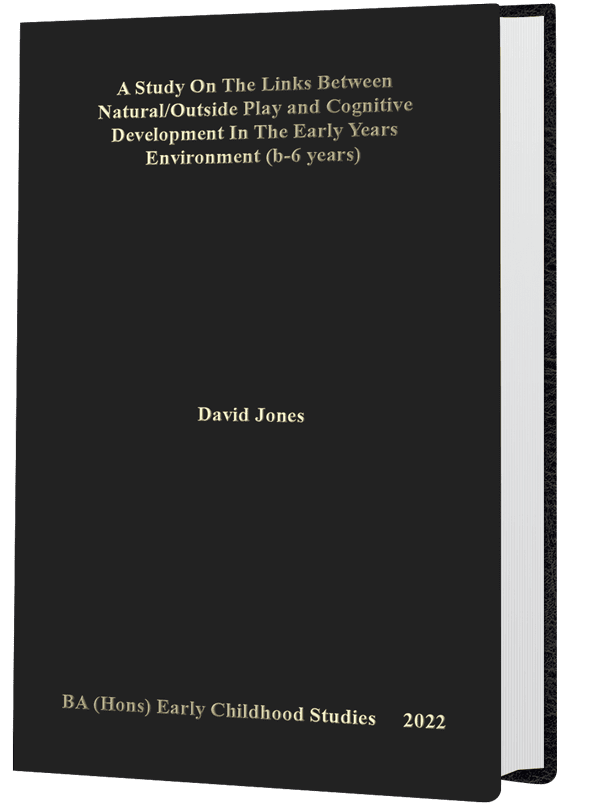 A Study On The Links Between
Natural/Outside Play and Cognitive
Development In The Early Years
Environment (b-6 years)
David Jones
BA (Hons) Early Childhood Studies 2022